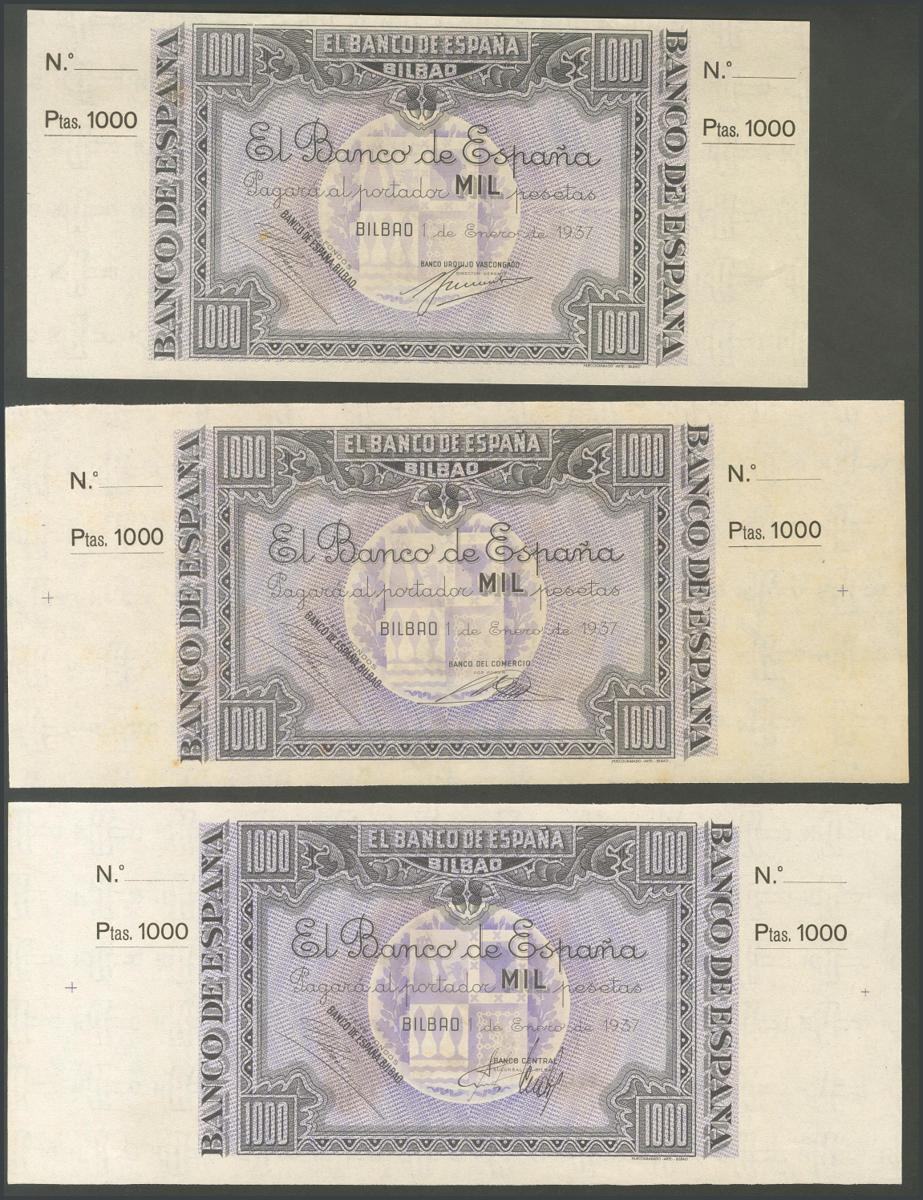 1000 EL BANCO DE ESPAÑA 1000
BILBAO
N.º
N.º
Ptas. 1000
Ptas. 1000
BANCO DE ESPAÑA
BANCO DE ESPAÑA
El Banco de España
Pagará al portador MIL pesetas
BILBAO 1 de Enero de 1937
BANCO DE ESPAÑA BILBAO
BANCO URQUIJO VASCONGADO
DIRECTOR GERENTE
1000 1000
1000 EL BANCO DE ESPAÑA 1000
BILBAO
N.º
N.º
Ptas. 1000
Ptas. 1000
BANCO DE ESPAÑA
BANCO DE ESPAÑA
El Banco de España
Pagará al portador MIL pesetas
BILBAO 1 de Enero de 1937
BANCO DE ESPAÑA BILBAO
BANCO DEL COMERCIO
1000 1000
1000 EL BANCO DE ESPAÑA 1000
BILBAO
N.º
N.º
Ptas. 1000
Ptas. 1000
BANCO DE ESPAÑA
BANCO DE ESPAÑA
El Banco de España
Pagará al portador MIL pesetas
BILBAO 1 de Enero de 1937
BANCO DE ESPAÑA BILBAO
BANCO CENTRAL
1000 1000